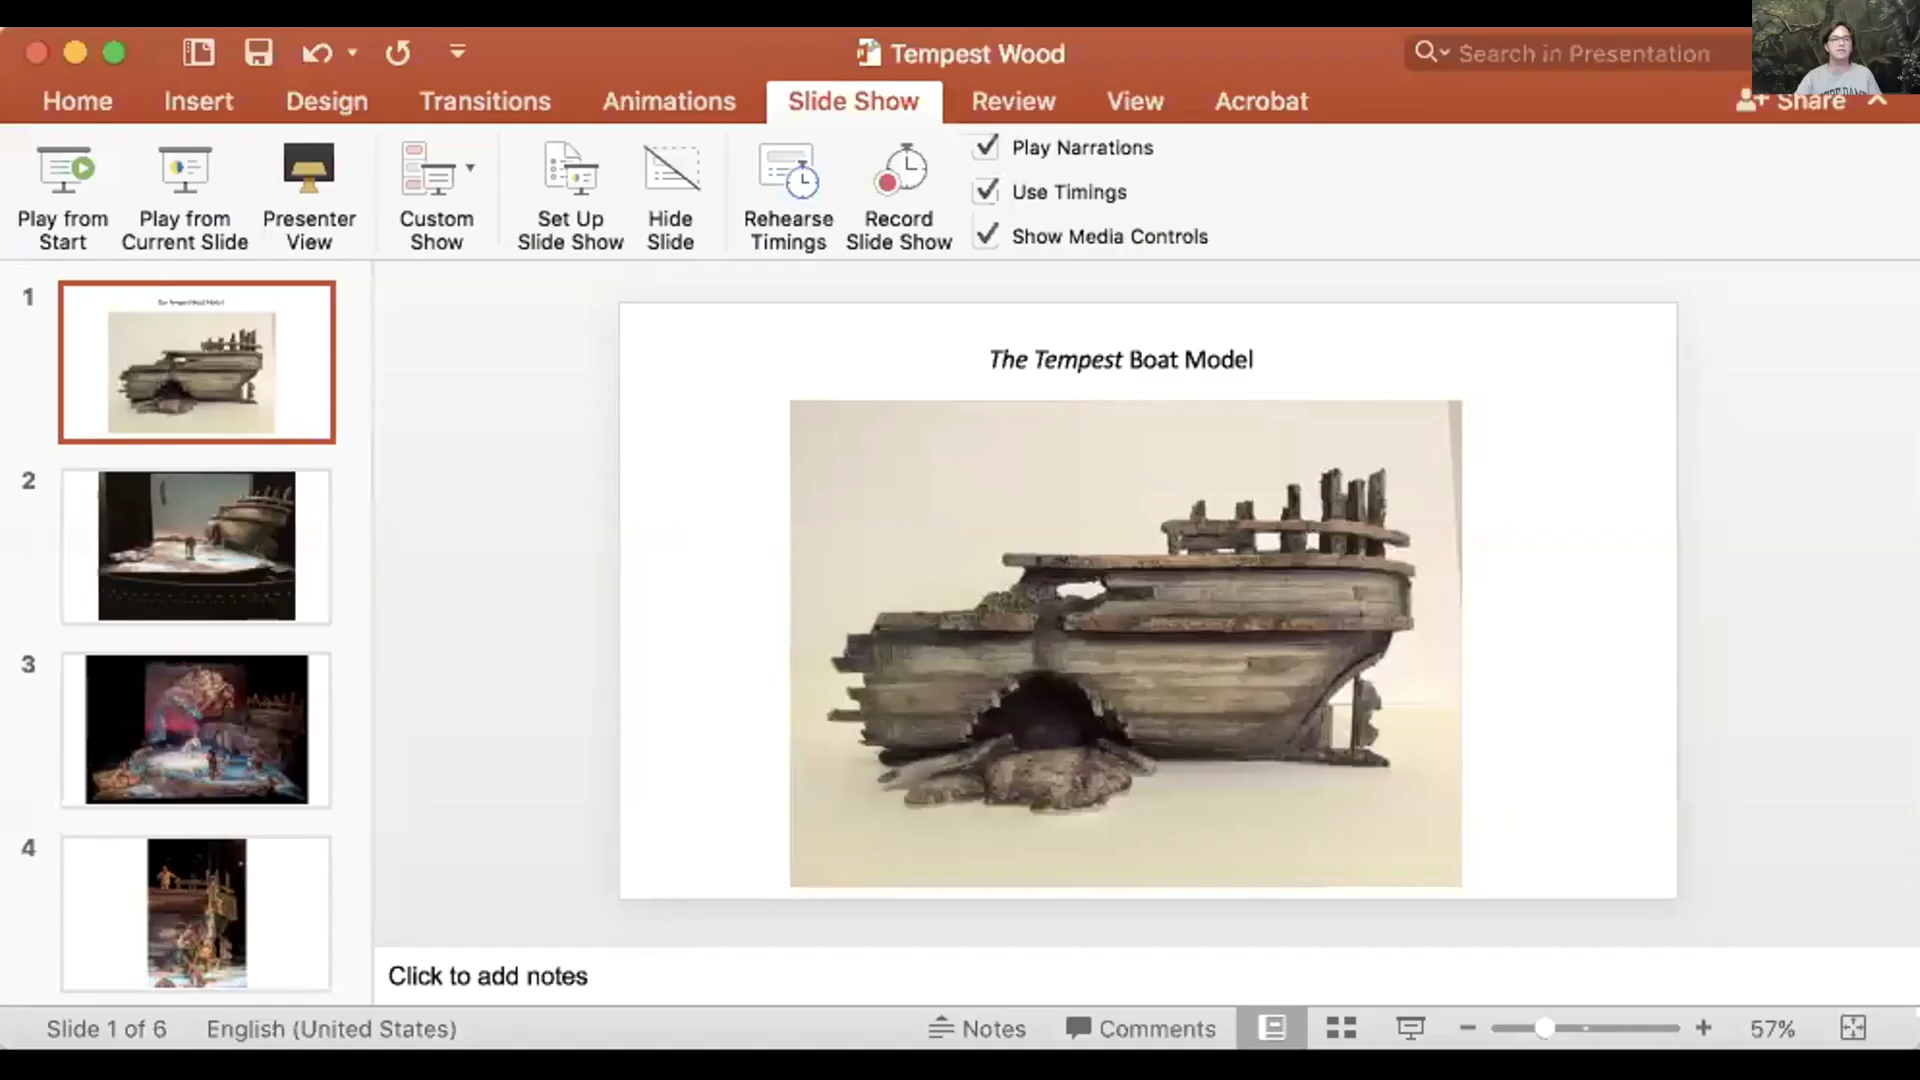 Tempest Wood
Search in Presentation
Home Insert Design Transitions Animations Slide Show Review View Acrobat Share
Play from Start
Play from Current Slide
Presenter View
Custom Show
Set Up Slide Show
Hide Slide
Rehearse Timings
Record Slide Show
Play Narrations
Use Timings
Show Media Controls
1
2
3
4
The Tempest Boat Model
Click to add notes
Slide 1 of 6 English (United States) Notes Comments 57%